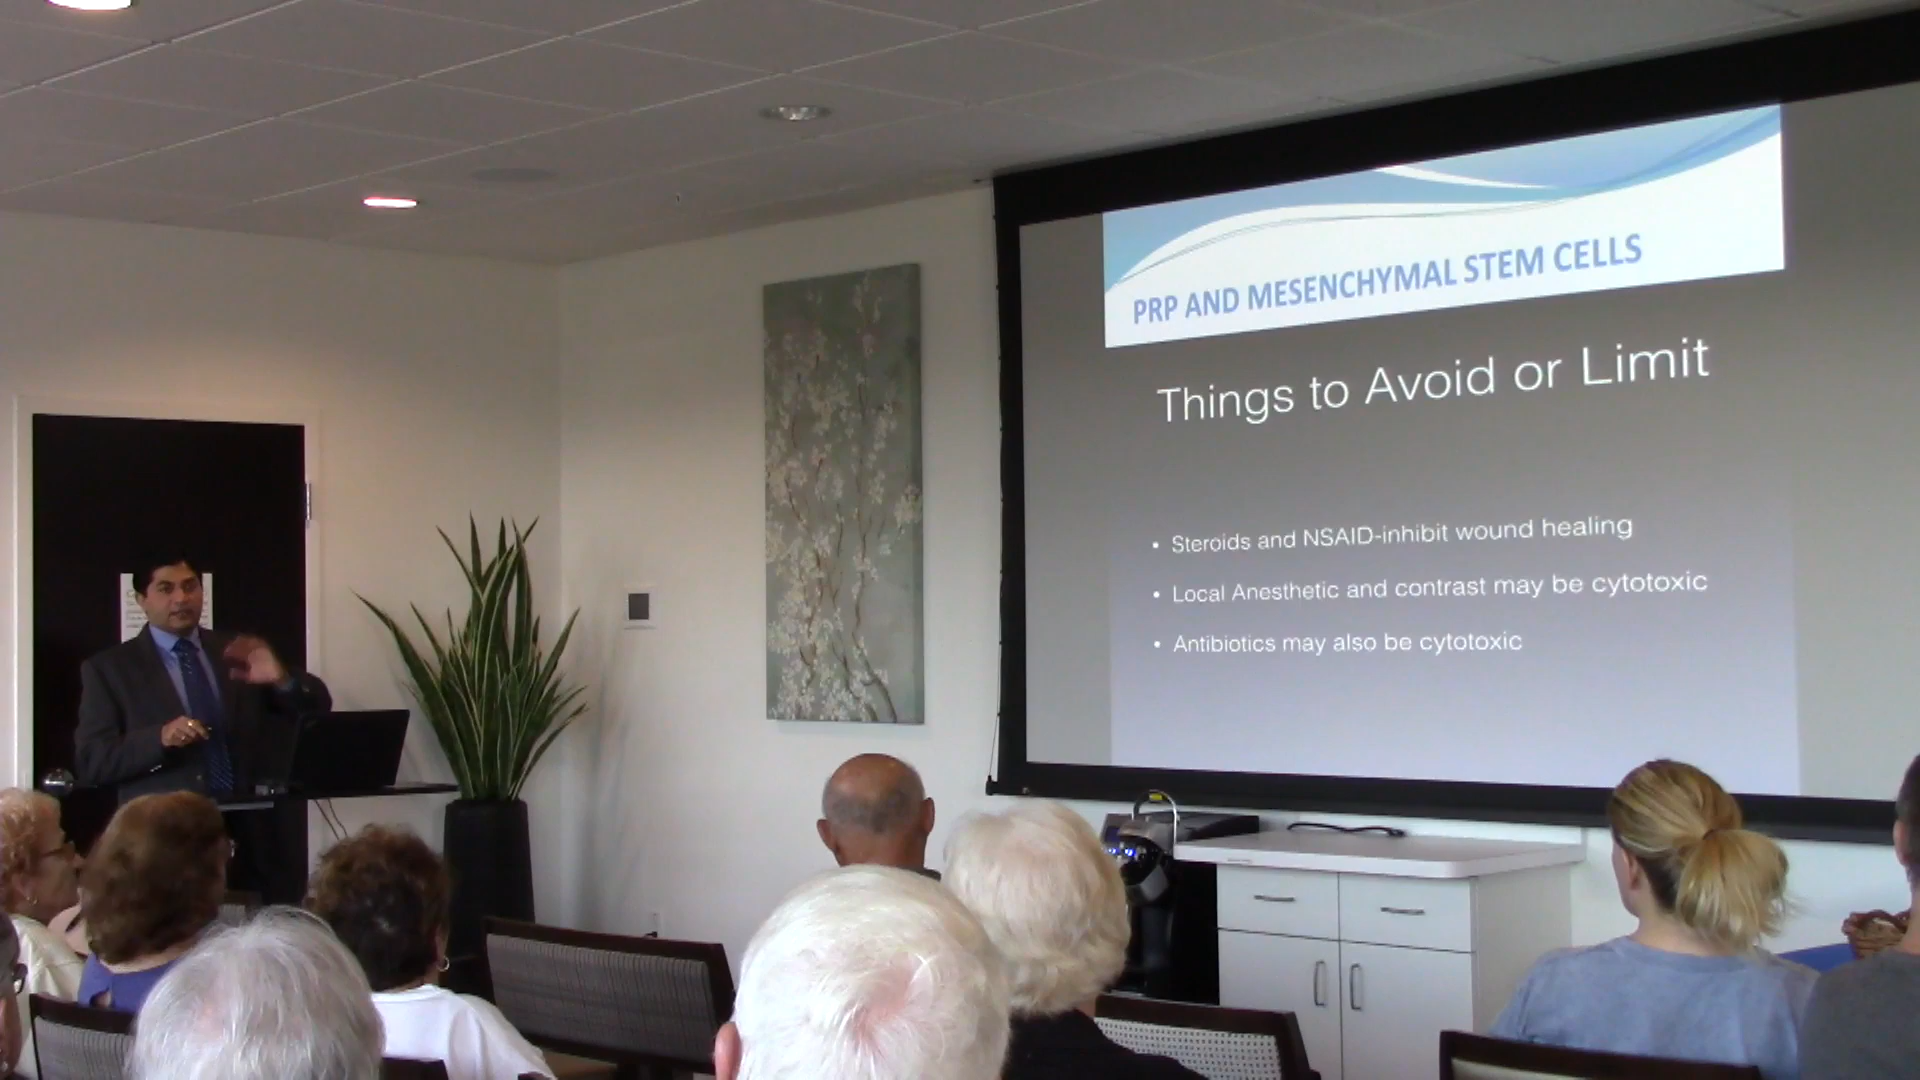 PRP AND MESENCHYMAL STEM CELLS
Things to Avoid or Limit
• Steroids and NSAID-inhibit wound healing
• Local Anesthetic and contrast may be cytotoxic
• Antibiotics may also be cytotoxic